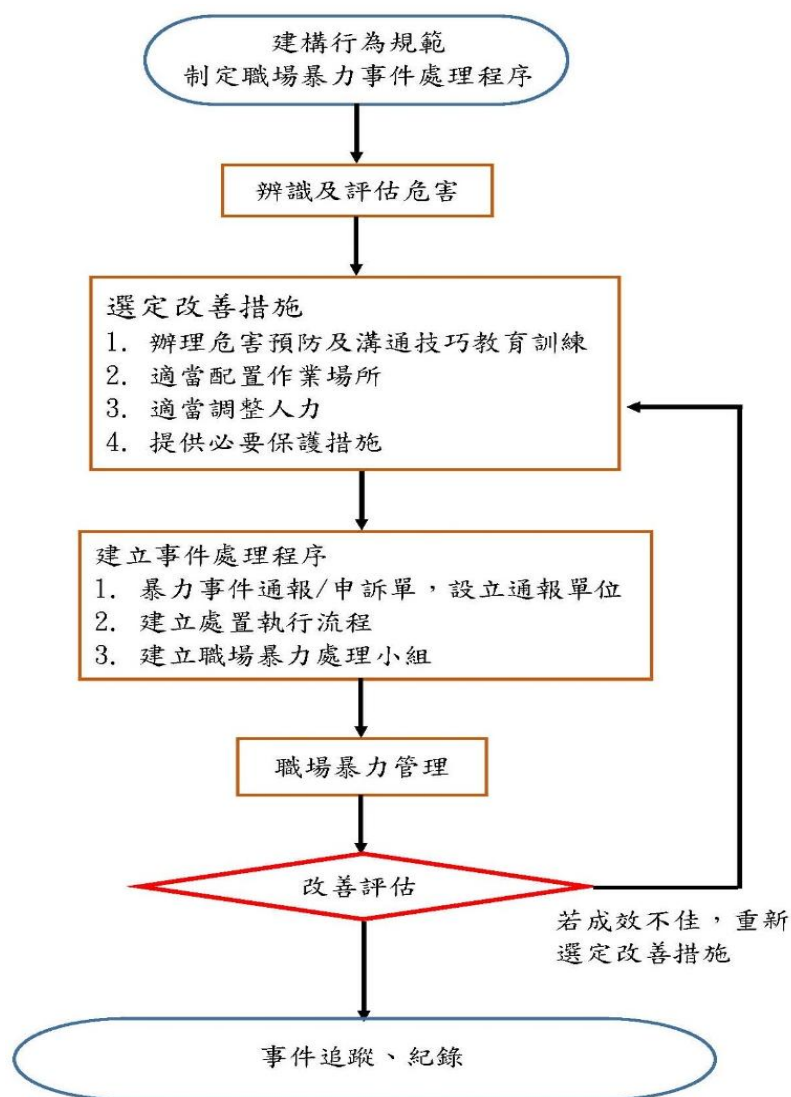 建構行為規範
制定職場暴力事件處理程序
辨識及評估危害
選定改善措施
1. 辦理危害預防及溝通技巧教育訓練
2. 適當配置作業場所
3. 適當調整人力
4. 提供必要保護措施
建立事件處理程序
1. 暴力事件通報/申訴單，設立通報單位
2. 建立處置執行流程
3. 建立職場暴力處理小組
職場暴力管理
改善評估
若成效不佳，重新
選定改善措施
事件追蹤、紀錄